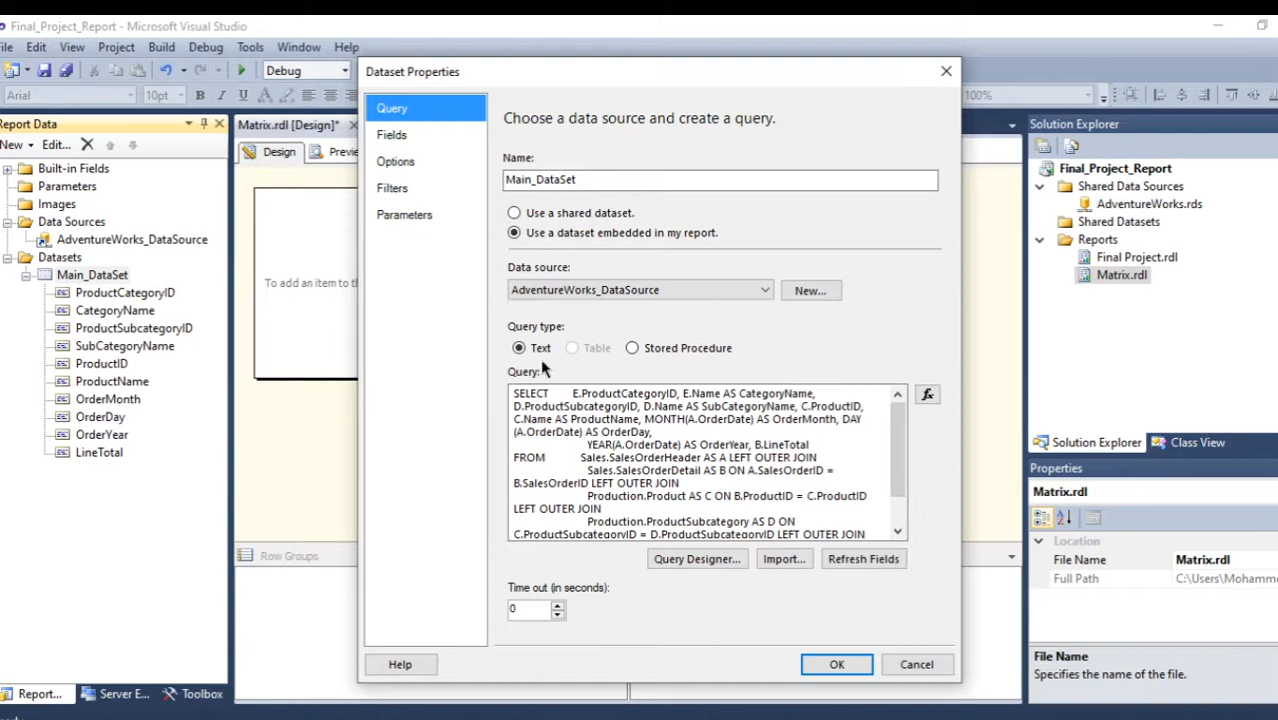 Final_Project_Report - Microsoft Visual Studio
File Edit View Project Build Debug Tools Window Help
Debug
Arial 10pt B I U A 100%
Report Data
New Edit...
Built-in Fields
Parameters
Images
Data Sources
AdventureWorks_DataSource
Datasets
Main_DataSet
ProductCategoryID
CategoryName
ProductSubcategoryID
SubCategoryName
ProductID
ProductName
OrderMonth
OrderDay
OrderYear
LineTotal
Report... Server E... Toolbox
Matrix.rdl [Design]*
Design Previe
To add an item to th
Row Groups
Dataset Properties
Query
Fields
Options
Filters
Parameters
Choose a data source and create a query.
Name:
Main_DataSet
Use a shared dataset.
Use a dataset embedded in my report.
Data source:
AdventureWorks_DataSource
New...
Query type:
Text Table Stored Procedure
Query:
SELECT E.ProductCategoryID, E.Name AS CategoryName,
D.ProductSubcategoryID, D.Name AS SubCategoryName, C.ProductID,
C.Name AS ProductName, MONTH(A.OrderDate) AS OrderMonth, DAY
(A.OrderDate) AS OrderDay,
YEAR(A.OrderDate) AS OrderYear, B.LineTotal
FROM Sales.SalesOrderHeader AS A LEFT OUTER JOIN
Sales.SalesOrderDetail AS B ON A.SalesOrderID =
B.SalesOrderID LEFT OUTER JOIN
Production.Product AS C ON B.ProductID = C.ProductID
LEFT OUTER JOIN
Production.ProductSubcategory AS D ON
C.ProductSubcategoryID = D.ProductSubcategoryID LEFT OUTER JOIN
fx
Query Designer... Import... Refresh Fields
Time out (in seconds):
0
Help OK Cancel
Solution Explorer
Final_Project_Report
Shared Data Sources
AdventureWorks.rds
Shared Datasets
Reports
Final Project.rdl
Matrix.rdl
Solution Explorer Class View
Properties
Matrix.rdl
Location
File Name Matrix.rdl
Full Path C:\Users\Mohamme
File Name
Specifies the name of the file.